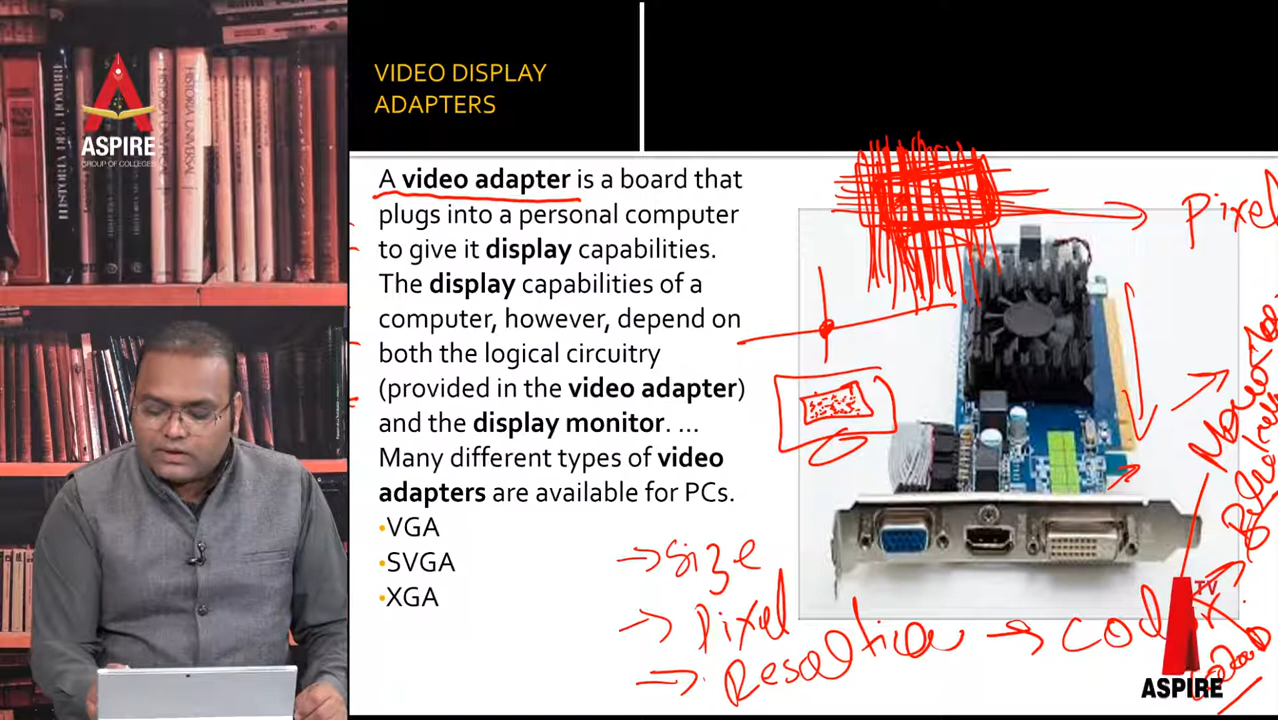 ASPIRE
GROUP OF COLLEGES
HISTORIA UNIVERSAL
VIDEO DISPLAY
ADAPTERS
A video adapter is a board that
plugs into a personal computer
to give it display capabilities.
The display capabilities of a
computer, however, depend on
both the logical circuitry
(provided in the video adapter)
and the display monitor. ...
Many different types of video
adapters are available for PCs.
•VGA
•SVGA
•XGA
Pixel
→ Size
→ Pixel
→
TV
ASPIRE